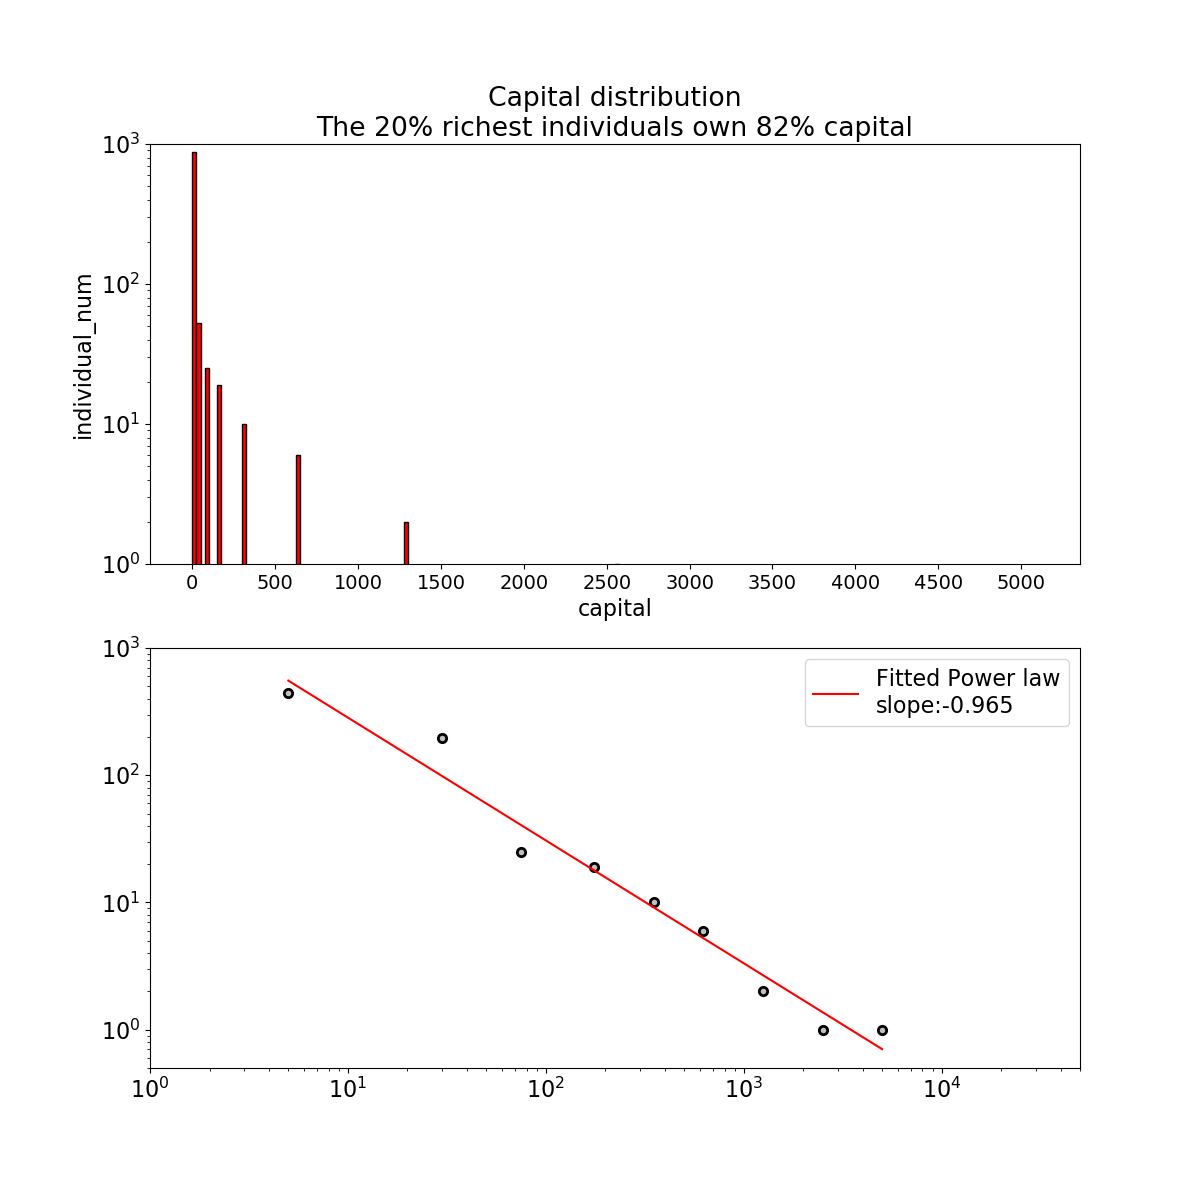 Capital distribution
The 20% richest individuals own 82% capital
10³
10²
10¹
10⁰
individual_num
0 500 1000 1500 2000 2500 3000 3500 4000 4500 5000
capital
10³
10²
10¹
10⁰
Fitted Power law
slope:-0.965
10⁰ 10¹ 10² 10³ 10⁴